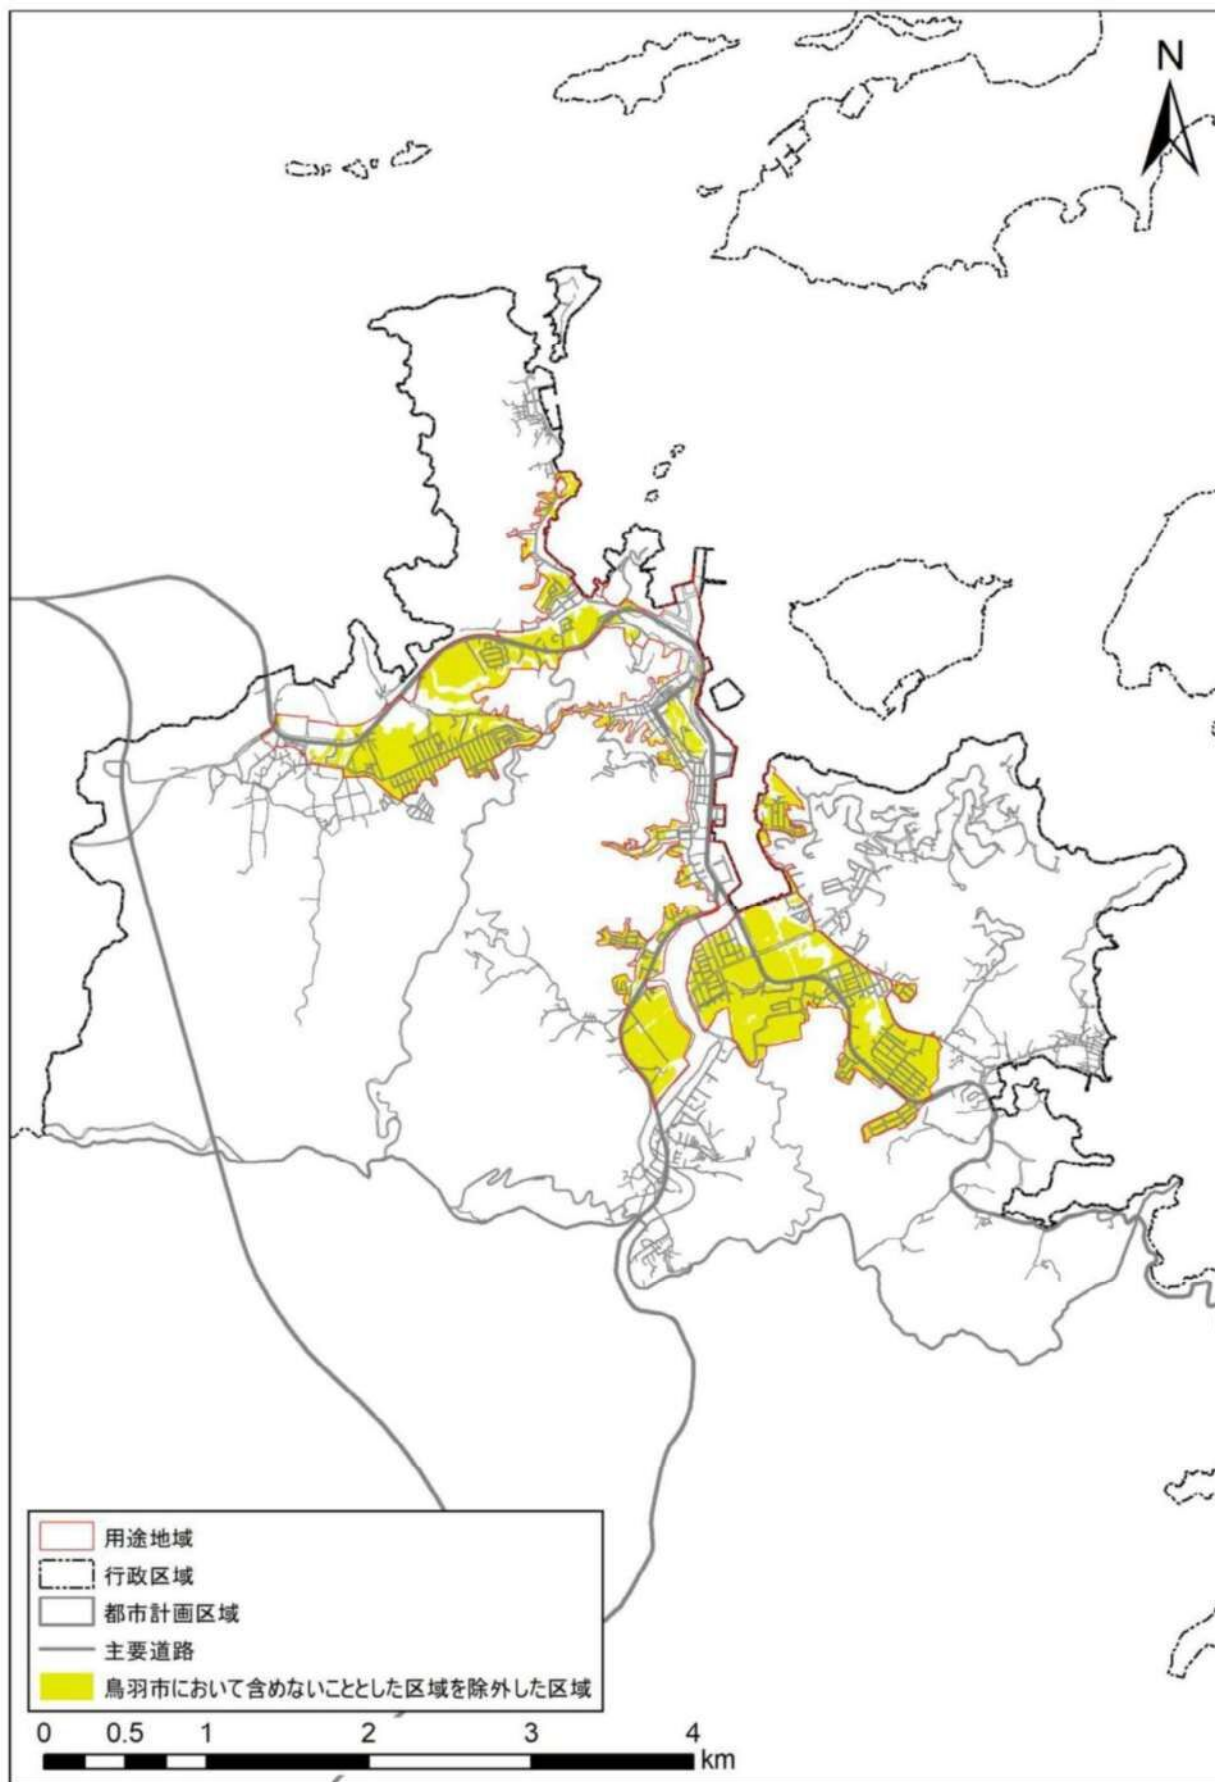 N
用途地域
行政区域
都市計画区域
主要道路
鳥羽市において含めないこととした区域を除外した区域
0 0.5 1 2 3 4
km